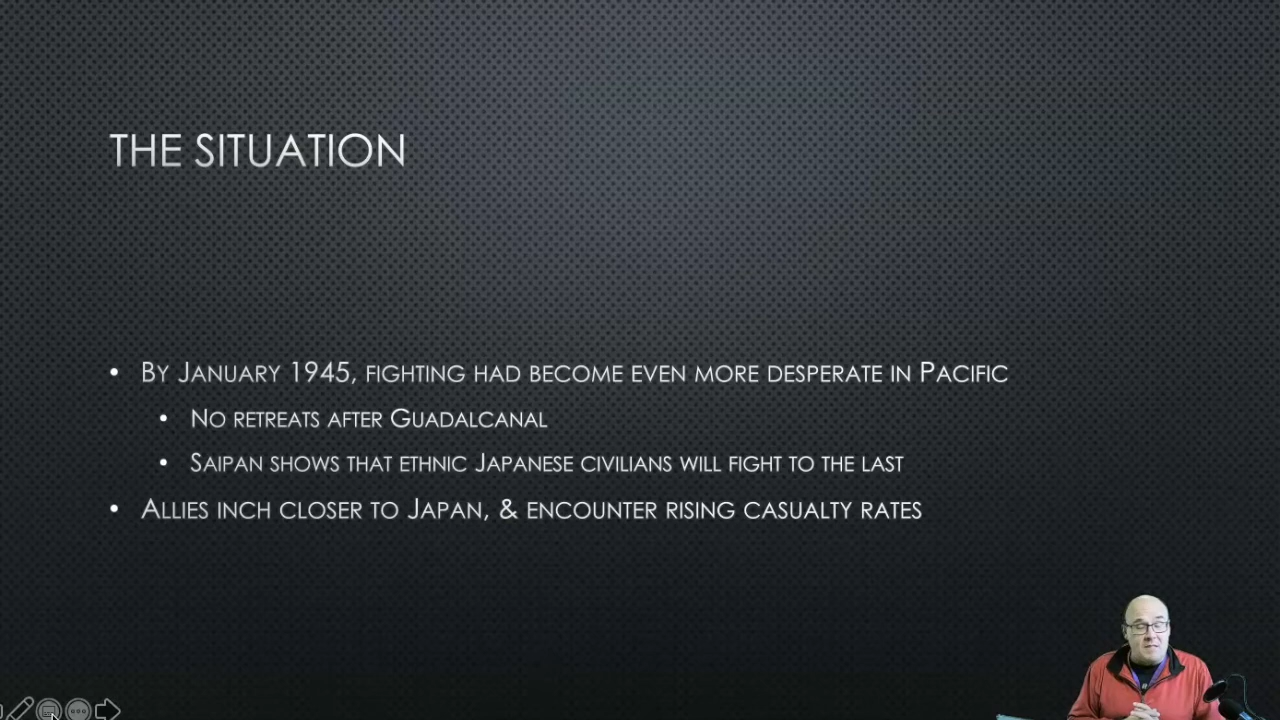 THE SITUATION
• BY JANUARY 1945, FIGHTING HAD BECOME EVEN MORE DESPERATE IN PACIFIC
• NO RETREATS AFTER GUADALCANAL
• SAIPAN SHOWS THAT ETHNIC JAPANESE CIVILIANS WILL FIGHT TO THE LAST
• ALLIES INCH CLOSER TO JAPAN, & ENCOUNTER RISING CASUALTY RATES